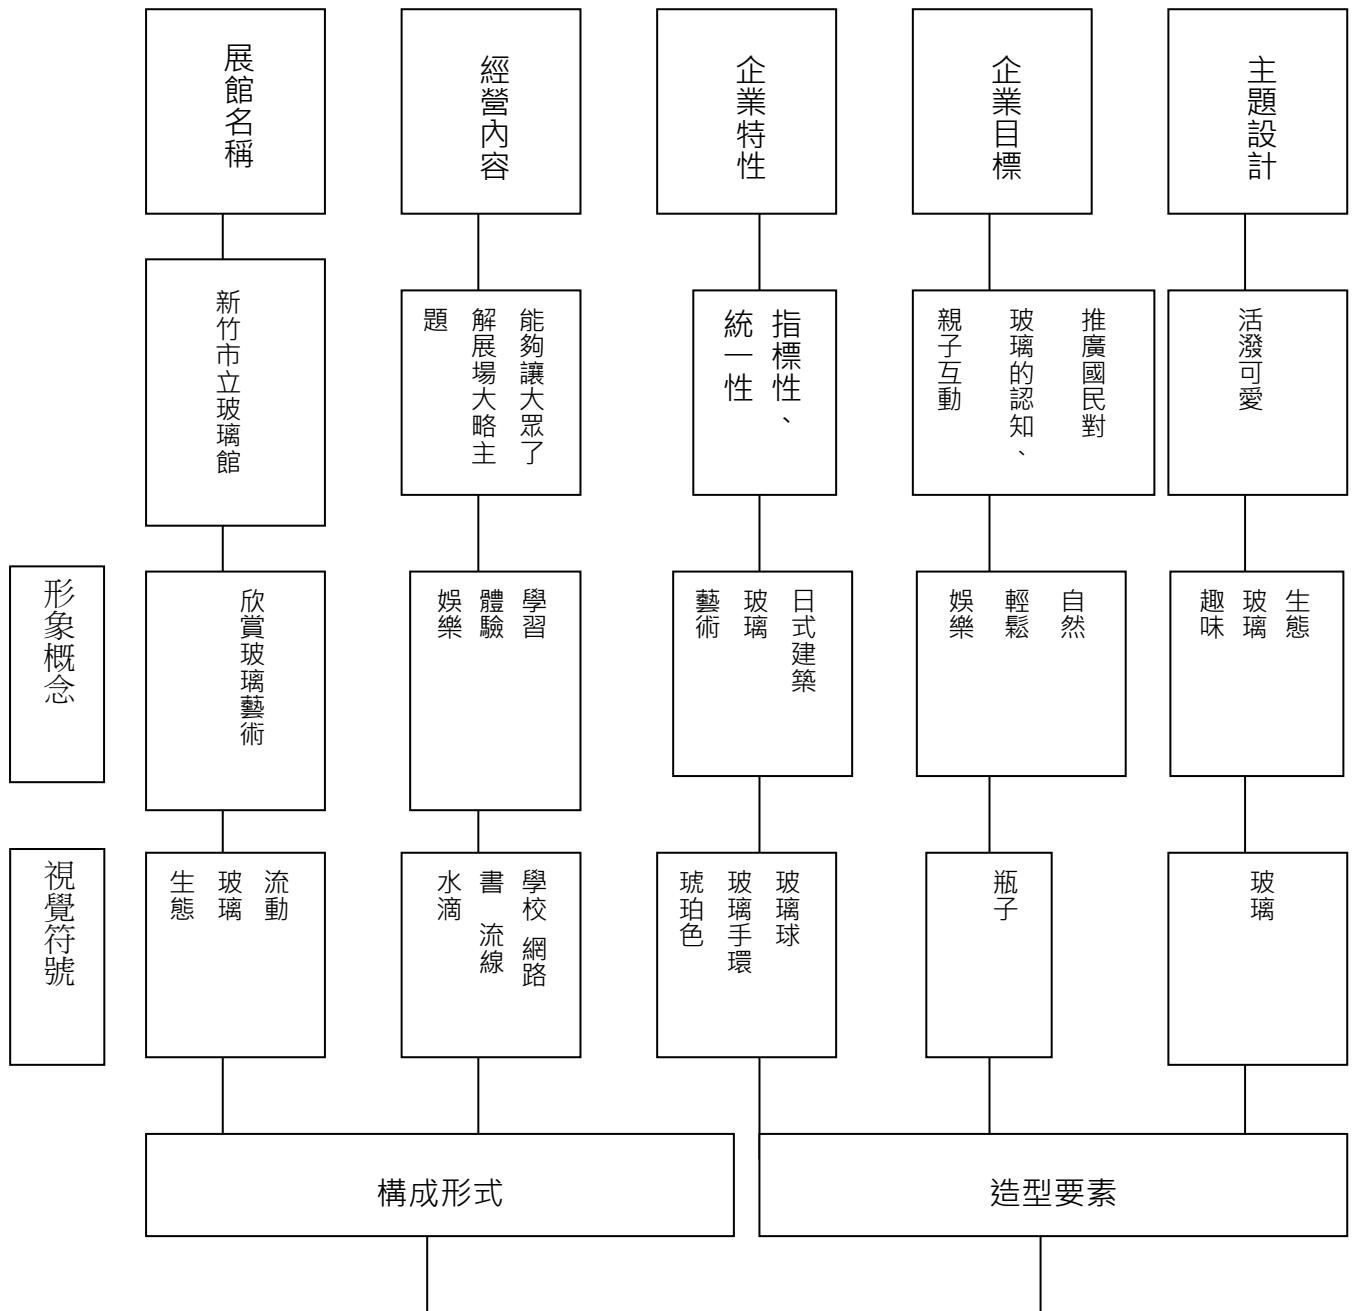 展館名稱
經營內容
企業特性
企業目標
主題設計
新竹市立玻璃館
能夠讓大眾了
解展場大略主
題
指標性、
統一性
推廣國民對
玻璃的認知、
親子互動
活潑可愛
形象概念
欣賞玻璃藝術
學習
體驗
娛樂
日式建築
玻璃
藝術
自然
輕鬆
娛樂
生態
玻璃
趣味
視覺符號
流動
玻璃
生態
學校 網路
書 流線
水滴
玻璃球
玻璃手環
琥珀色
瓶子
玻璃
構成形式
造型要素